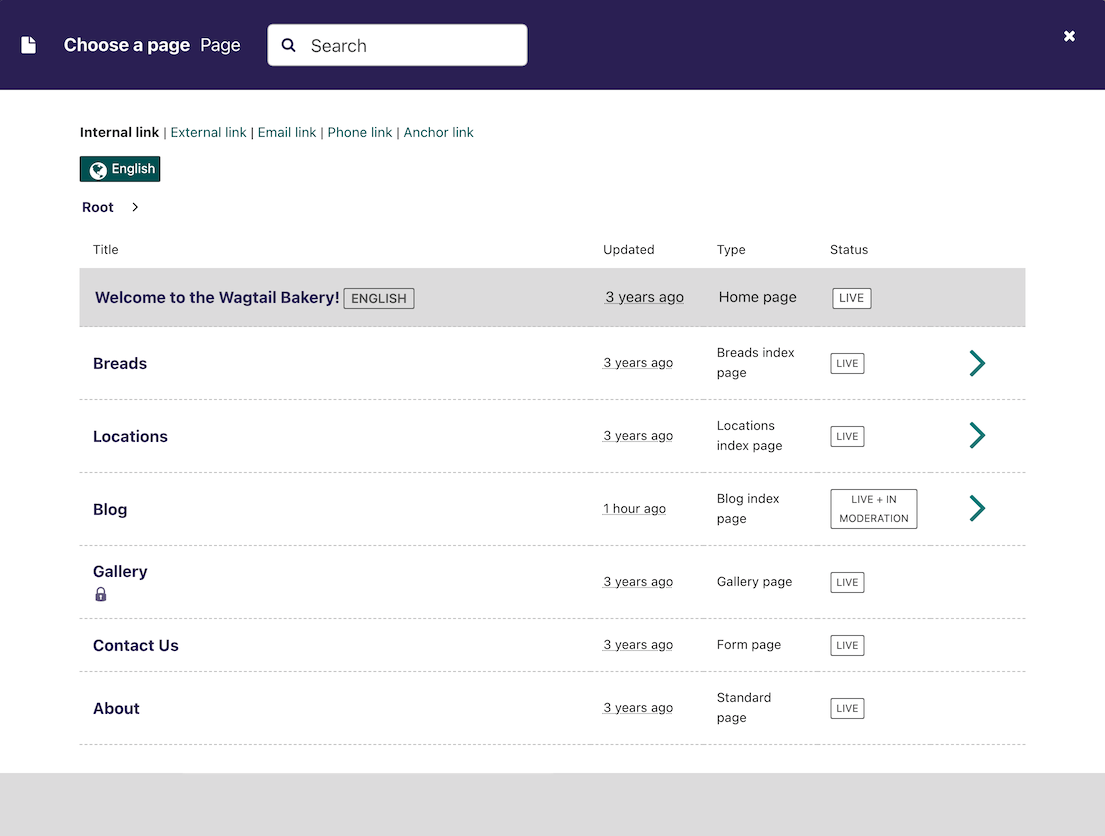 Choose a page Page Search
Internal link | External link | Email link | Phone link | Anchor link
English
Root
Title Updated Type Status
Welcome to the Wagtail Bakery! ENGLISH 3 years ago Home page LIVE
Breads 3 years ago Breads index page LIVE
Locations 3 years ago Locations index page LIVE
Blog 1 hour ago Blog index page LIVE + IN MODERATION
Gallery 3 years ago Gallery page LIVE
Contact Us 3 years ago Form page LIVE
About 3 years ago Standard page LIVE